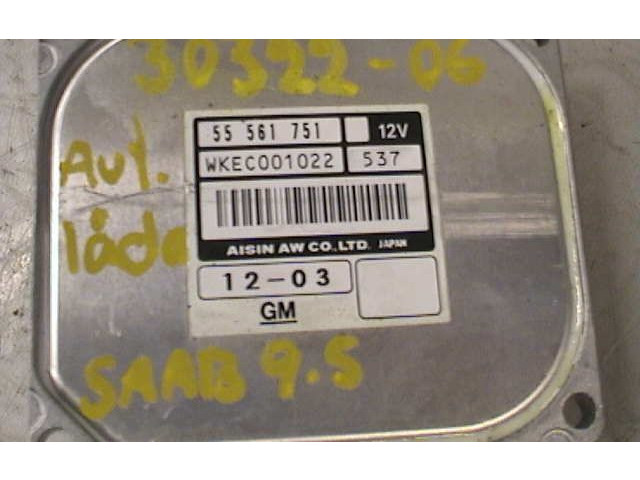 30322-06
55 561 751 12V
WKEC001022 537
Aut.
låda
AISIN AW CO.,LTD. JAPAN
12-03
GM
SAAB 9.5